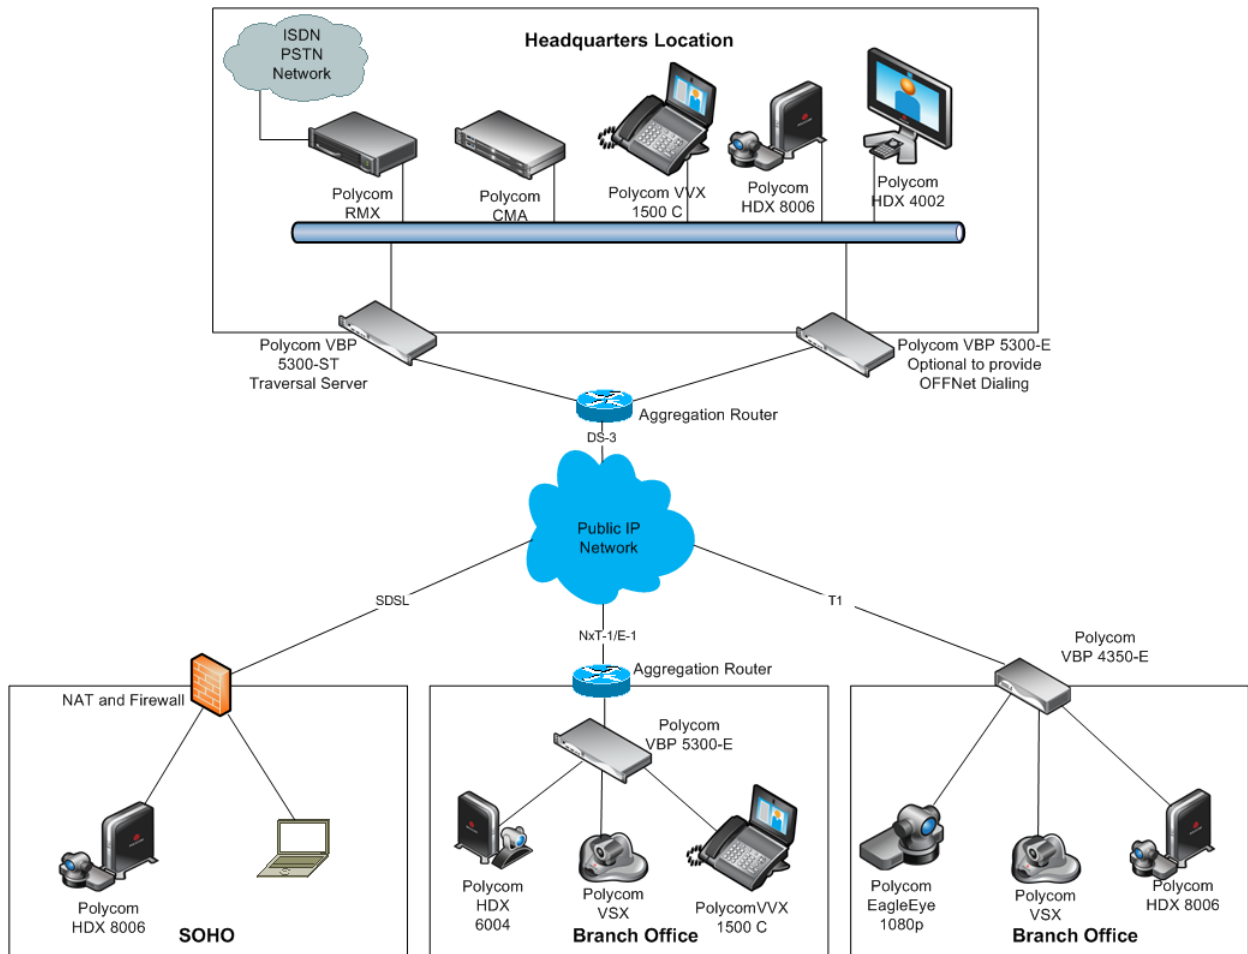 ISDN
PSTN
Network
Headquarters Location
Polycom
RMX
Polycom
CMA
Polycom VVX
1500 C
Polycom
HDX 8006
Polycom
HDX 4002
Polycom VBP
5300-ST
Traversal Server
Polycom VBP 5300-E
Optional to provide
OFFNet Dialing
Aggregation Router
DS-3
Public IP
Network
SDSL
T1
NxT-1/E-1
Aggregation Router
Polycom
VBP 4350-E
NAT and Firewall
Polycom
VBP 5300-E
Polycom
HDX 8006
SOHO
Polycom
HDX
6004
Polycom
VSX
PolycomVVX
1500 C
Branch Office
Polycom
EagleEye
1080p
Polycom
VSX
Polycom
HDX 8006
Branch Office